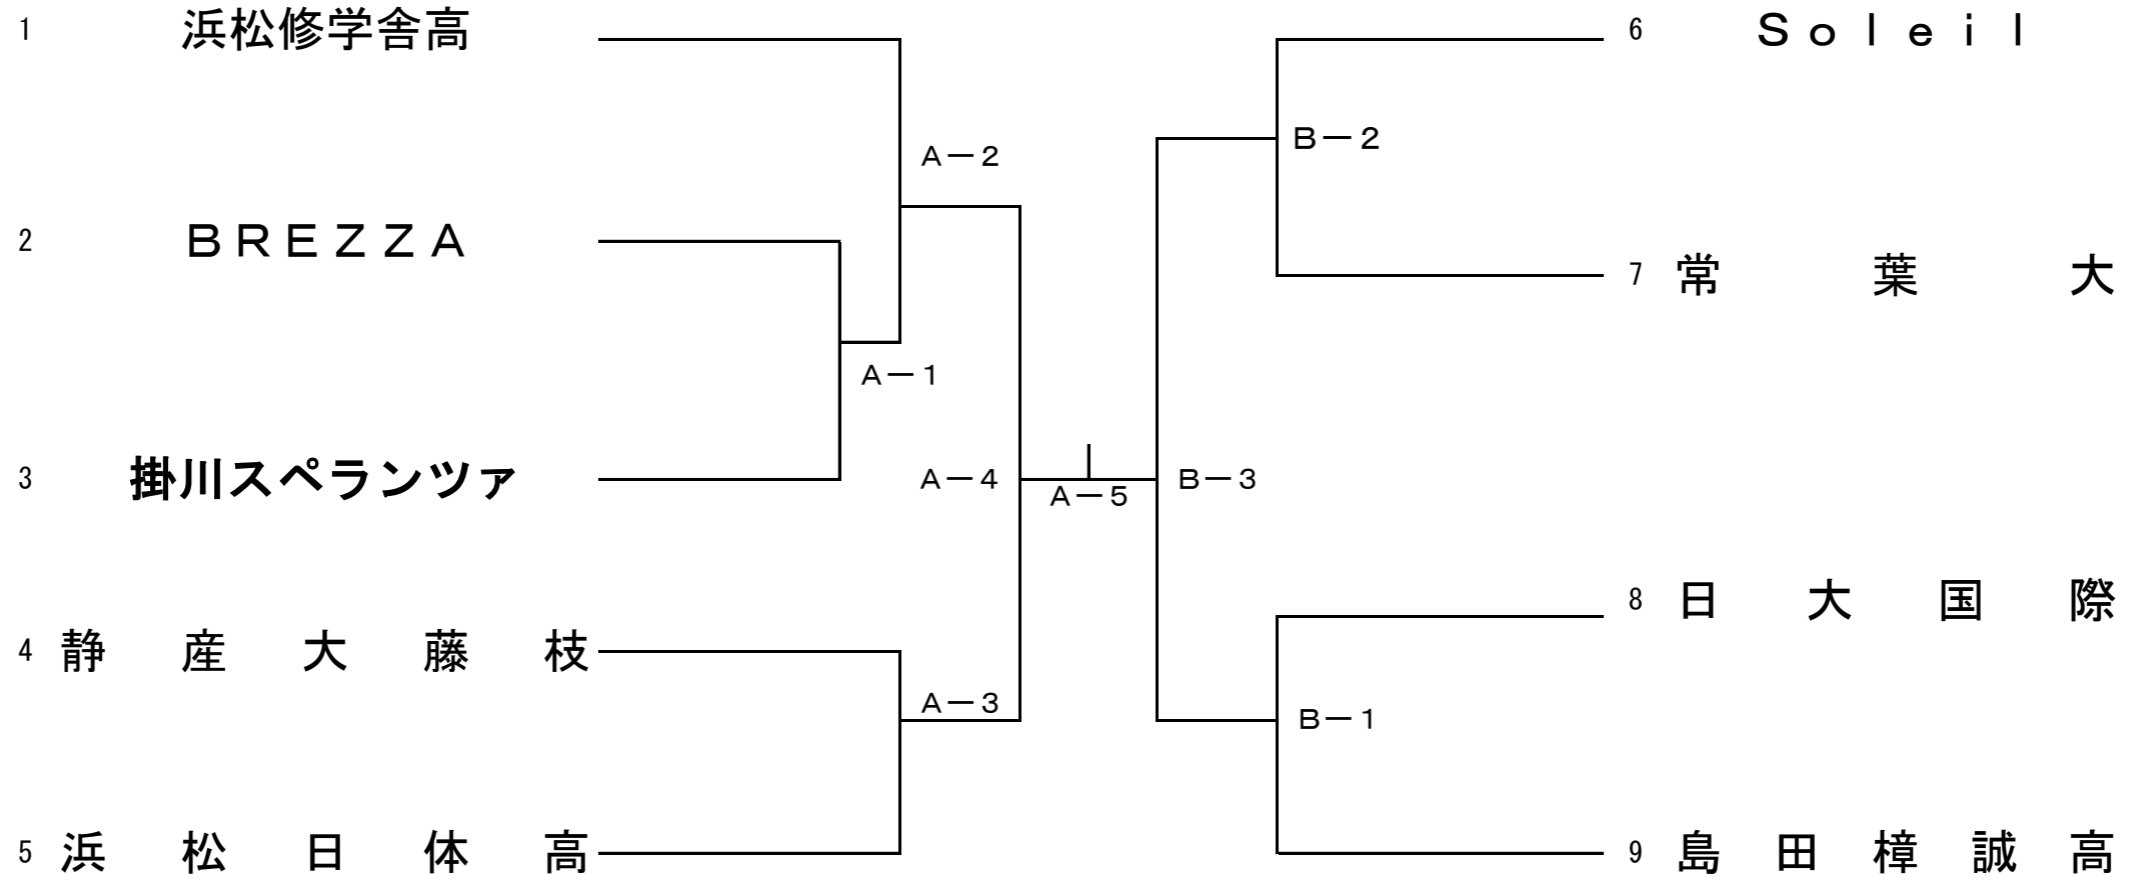 1 浜松修学舎高
A－2
2 ＢＲＥＺＺＡ
A－1
3 掛川スペランツァ
A－4
4 静産大藤枝
A－3
5 浜松日体高
A－5
6 Ｓｏｌｅｉｌ
B－2
7 常葉大
B－3
8 日大国際
B－1
9 島田樟誠高